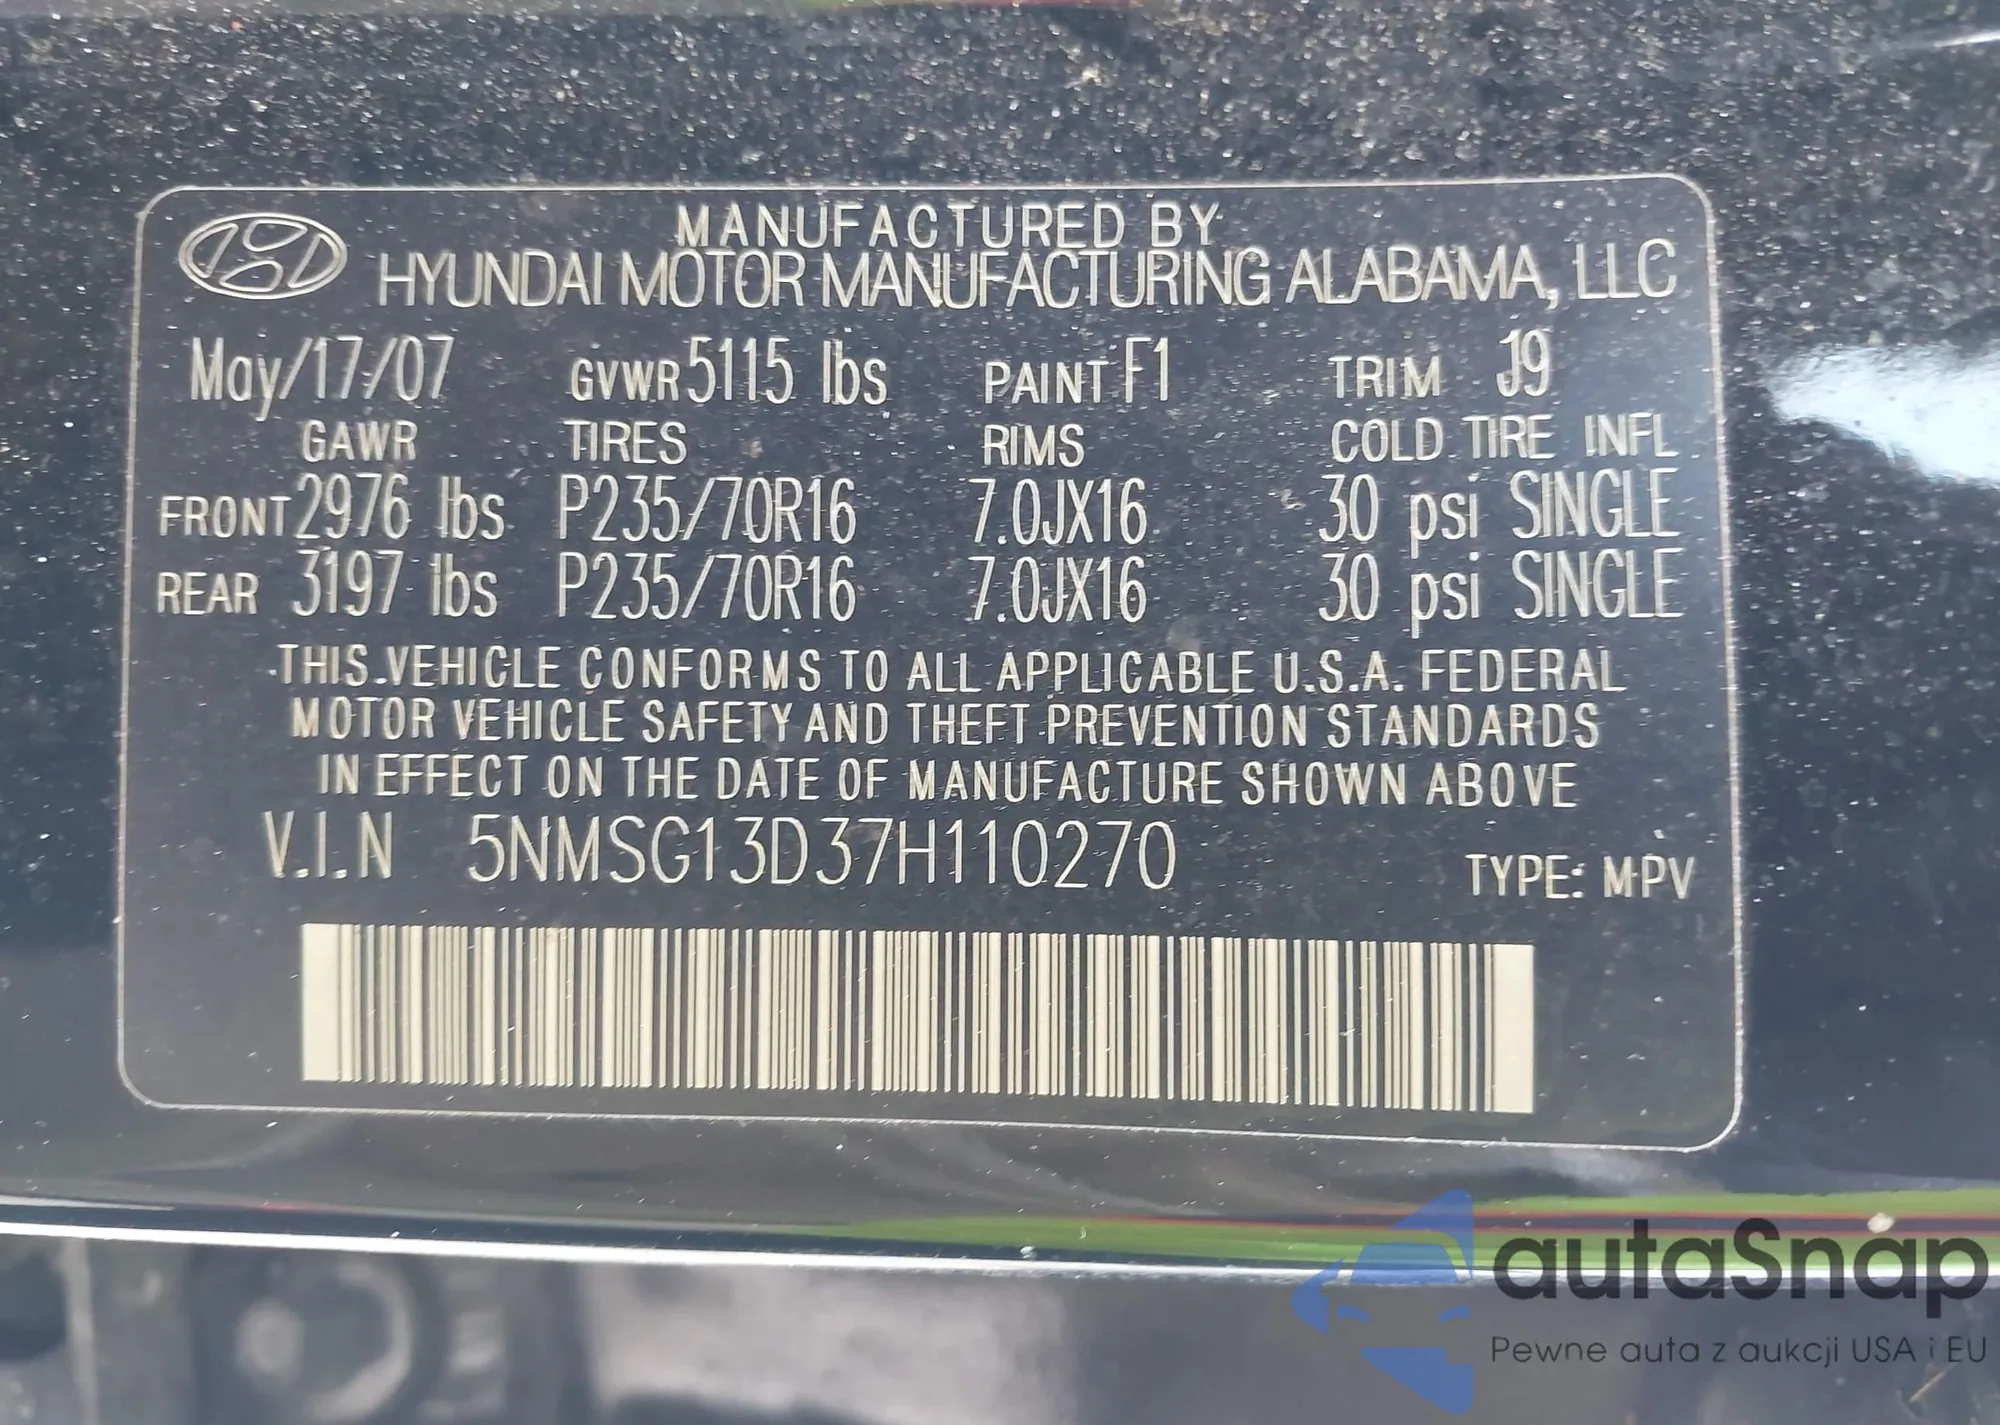 MANUFACTURED BY
HYUNDAI MOTOR MANUFACTURING ALABAMA, LLC
May/17/07 GVWR 5115 lbs PAINT F1 TRIM J9
GAWR TIRES RIMS COLD TIRE INFL
FRONT 2976 lbs P235/70R16 7.0JX16 30 psi SINGLE
REAR 3197 lbs P235/70R16 7.0JX16 30 psi SINGLE
THIS VEHICLE CONFORMS TO ALL APPLICABLE U.S.A. FEDERAL
MOTOR VEHICLE SAFETY AND THEFT PREVENTION STANDARDS
IN EFFECT ON THE DATE OF MANUFACTURE SHOWN ABOVE
V.I.N 5NMSG13D37H110270 TYPE: MPV
autaSnap
Pewne auta z aukcji USA i EU